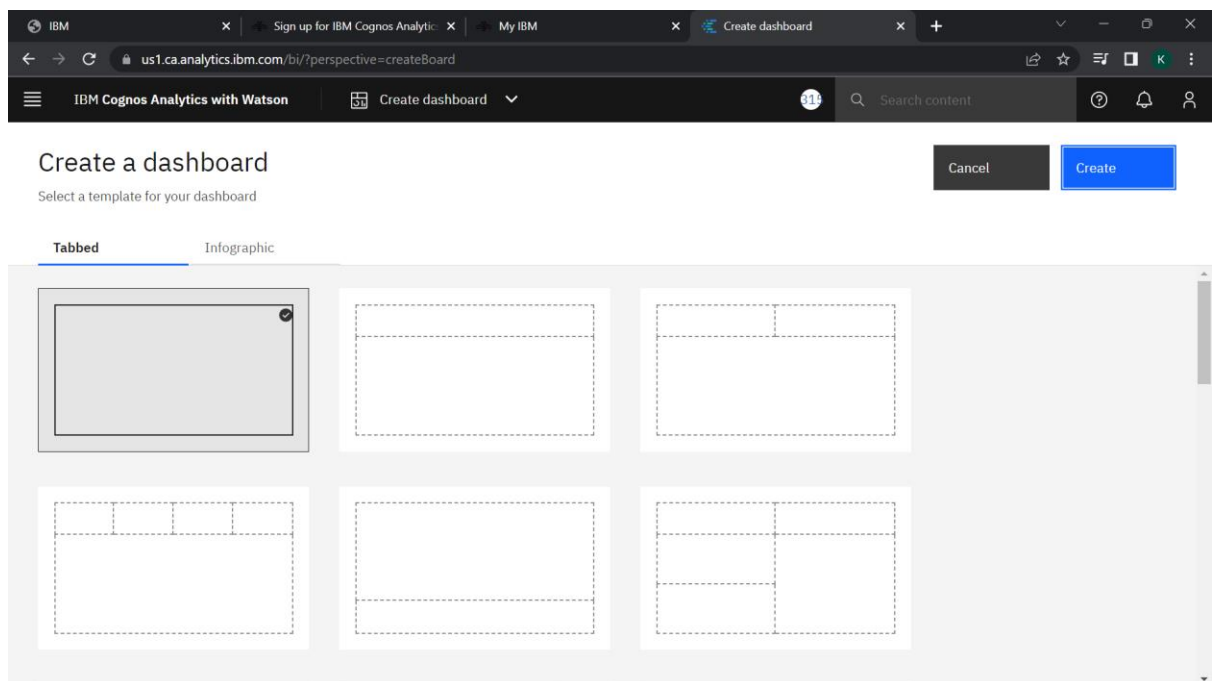 IBM
Sign up for IBM Cognos Analytic
My IBM
Create dashboard
us1.ca.analytics.ibm.com/bi/?perspective=createBoard
K
IBM Cognos Analytics with Watson
Create dashboard
315
Search content
Create a dashboard
Cancel
Create
Select a template for your dashboard
Tabbed
Infographic